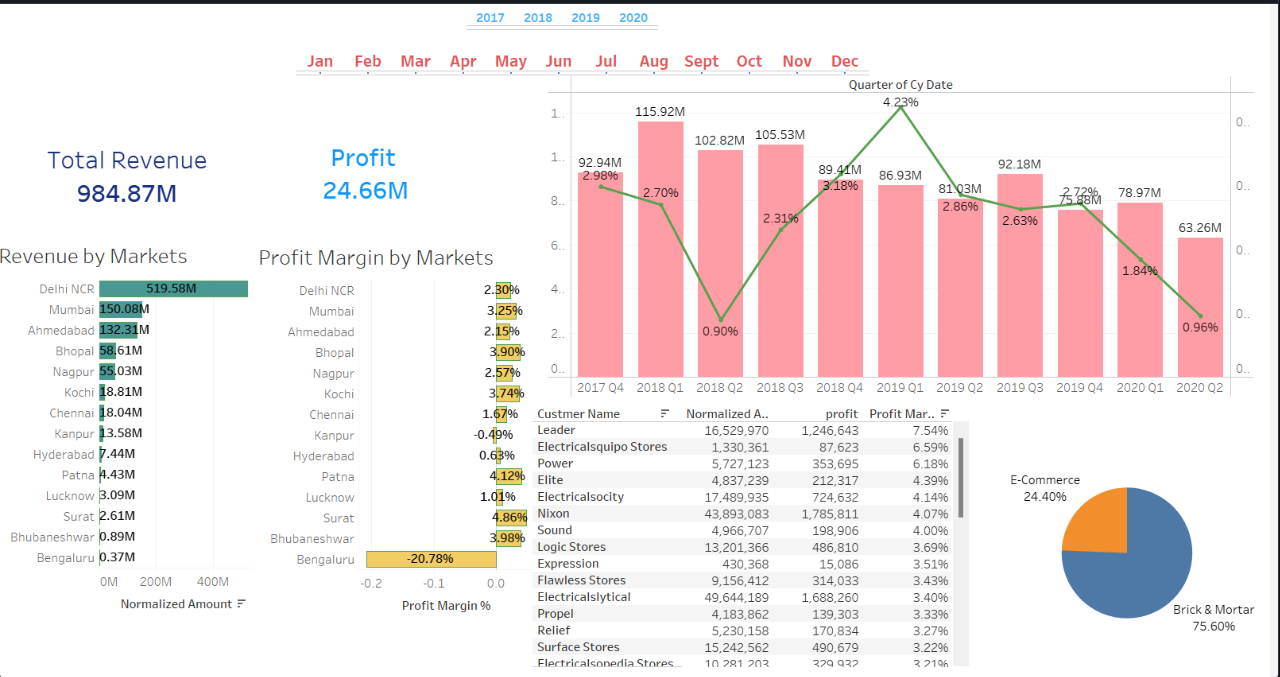 2017 2018 2019 2020
Jan Feb Mar Apr May Jun Jul Aug Sept Oct Nov Dec
Total Revenue
984.87M
Profit
24.66M
Quarter of Cy Date
1.. 1.. 8.. 6.. 4.. 2.. 0..
92.94M 115.92M 102.82M 105.53M 89.41M 86.93M 81.03M 92.18M 75.88M 78.97M 63.26M
2.98% 2.70% 0.90% 2.31% 3.18% 4.23% 2.86% 2.63% 2.72% 1.84% 0.96%
0.. 0.. 0.. 0.. 0..
2017 Q4 2018 Q1 2018 Q2 2018 Q3 2018 Q4 2019 Q1 2019 Q2 2019 Q3 2019 Q4 2020 Q1 2020 Q2
Revenue by Markets
Delhi NCR 519.58M
Mumbai 150.08M
Ahmedabad 132.31M
Bhopal 58.61M
Nagpur 55.03M
Kochi 18.81M
Chennai 18.04M
Kanpur 13.58M
Hyderabad 7.44M
Patna 4.43M
Lucknow 3.09M
Surat 2.61M
Bhubaneshwar 0.89M
Bengaluru 0.37M
0M 200M 400M
Normalized Amount
Profit Margin by Markets
Delhi NCR 2.30%
Mumbai 3.25%
Ahmedabad 2.15%
Bhopal 3.90%
Nagpur 2.57%
Kochi 3.74%
Chennai 1.67%
Kanpur -0.49%
Hyderabad 0.63%
Patna 4.12%
Lucknow 1.01%
Surat 4.86%
Bhubaneshwar 3.98%
Bengaluru -20.78%
-0.2 -0.1 0.0
Profit Margin %
Custmer Name Normalized A.. profit Profit Mar..
Leader 16,529,970 1,246,643 7.54%
Electricalsquipo Stores 1,330,361 87,623 6.59%
Power 5,727,123 353,695 6.18%
Elite 4,837,239 212,317 4.39%
Electricalsocity 17,489,935 724,632 4.14%
Nixon 43,893,083 1,785,811 4.07%
Sound 4,966,707 198,906 4.00%
Logic Stores 13,201,366 486,810 3.69%
Expression 430,368 15,086 3.51%
Flawless Stores 9,156,412 314,033 3.43%
Electricalslytical 49,644,189 1,688,260 3.40%
Propel 4,183,862 139,303 3.33%
Relief 5,230,158 170,834 3.27%
Surface Stores 15,242,562 490,679 3.22%
Electricalsopedia Stores... 10,281,203 329,932 3.21%
E-Commerce
24.40%
Brick & Mortar
75.60%